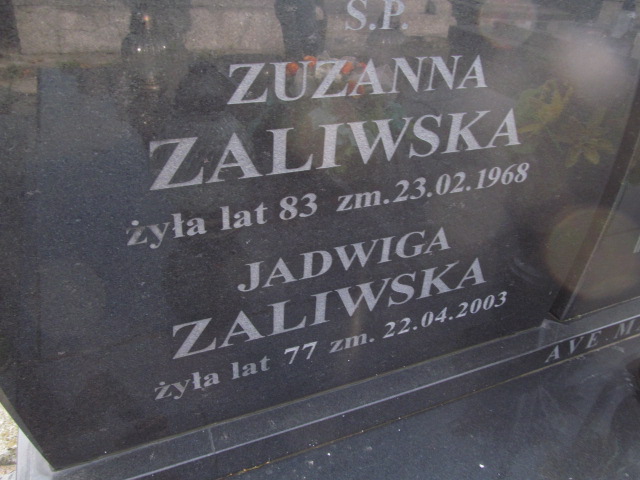 Ś.P.
ZUZANNA
ZALIWSKA
żyła lat 83 zm.23.02.1968
JADWIGA
ZALIWSKA
żyła lat 77 zm. 22.04.2003
AVE M